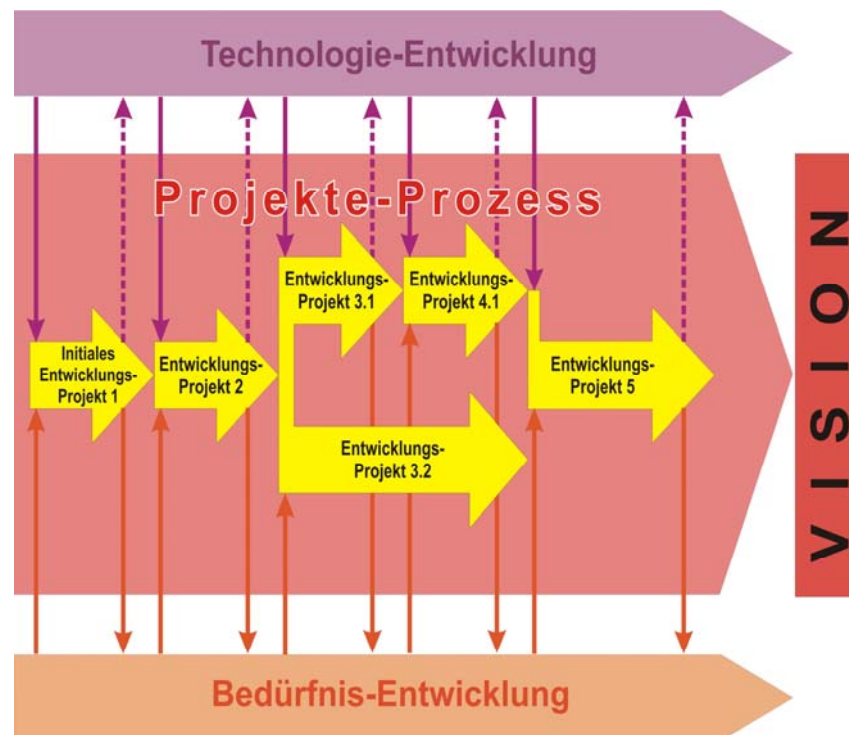 Technologie-Entwicklung
Projekte-Prozess
Entwicklungs-
Projekt 3.1
Entwicklungs-
Projekt 4.1
Initiales
Entwicklungs-
Projekt 1
Entwicklungs-
Projekt 2
Entwicklungs-
Projekt 5
Entwicklungs-
Projekt 3.2
VISION
Bedürfnis-Entwicklung